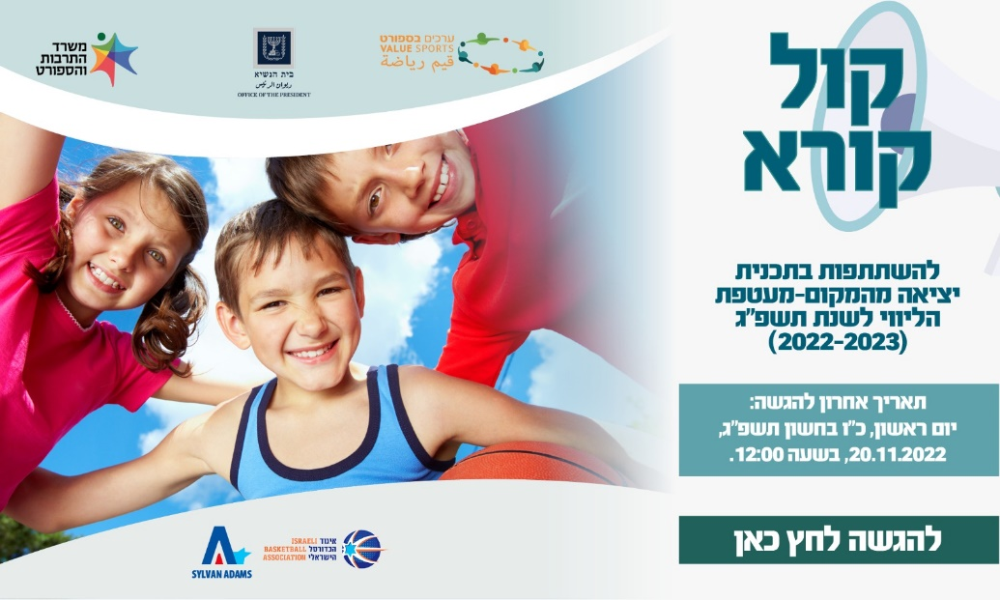 משרד
התרבות
והספורט
בית הנשיא
ديوان الرئيس
OFFICE OF THE PRESIDENT
ערכים בספורט
VALUE SPORTS
قيم رياضة
קול
קורא
להשתתפות בתכנית
יציאה מהמקום-מעטפת
הליווי לשנת תשפ"ג
(2022-2023)
תאריך אחרון להגשה:
יום ראשון, כ"ו בחשון תשפ"ג,
20.11.2022, בשעה 12:00.
להגשה לחץ כאן
SYLVAN ADAMS
ISRAELI
BASKETBALL
ASSOCIATION
איגוד
הכדורסל
הישראלי